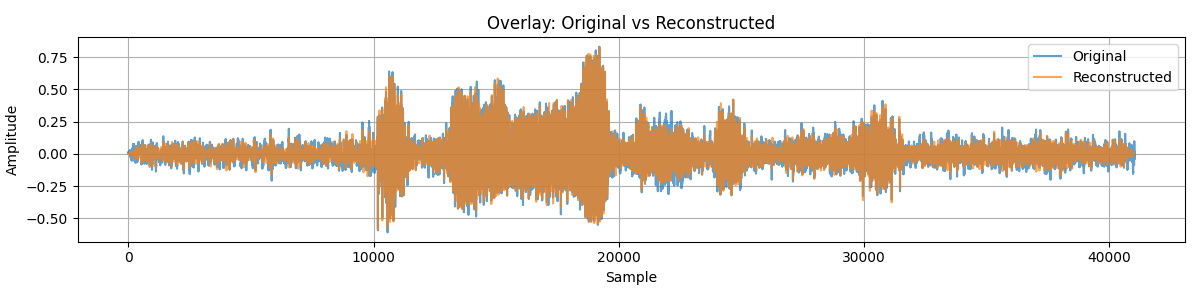 Overlay: Original vs Reconstructed
Original
Reconstructed
Amplitude
0.75
0.50
0.25
0.00
−0.25
−0.50
0
10000
20000
30000
40000
Sample